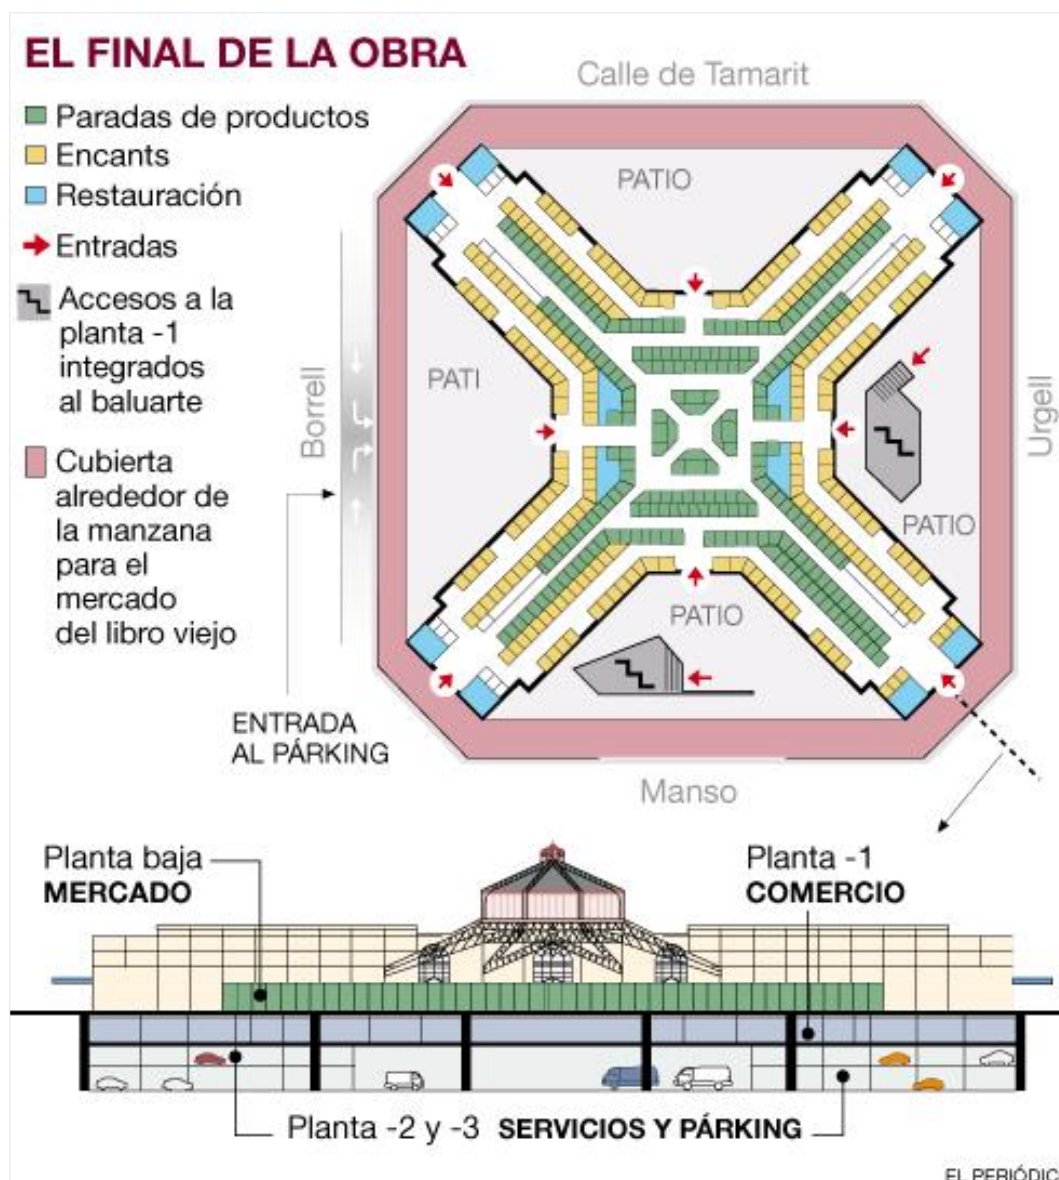 EL FINAL DE LA OBRA
Paradas de productos
Encants
Restauración
Entradas
Accesos a la
planta -1
integrados
al baluarte
Cubierta
alrededor de
la manzana
para el
mercado
del libro viejo
Calle de Tamarit
PATIO
PATI
Borrell
Urgell
PATIO
PATIO
ENTRADA
AL PÁRKING
Manso
Planta baja
MERCADO
Planta -1
COMERCIO
Planta -2 y -3 SERVICIOS Y PÁRKING
EL PERIÓDIC